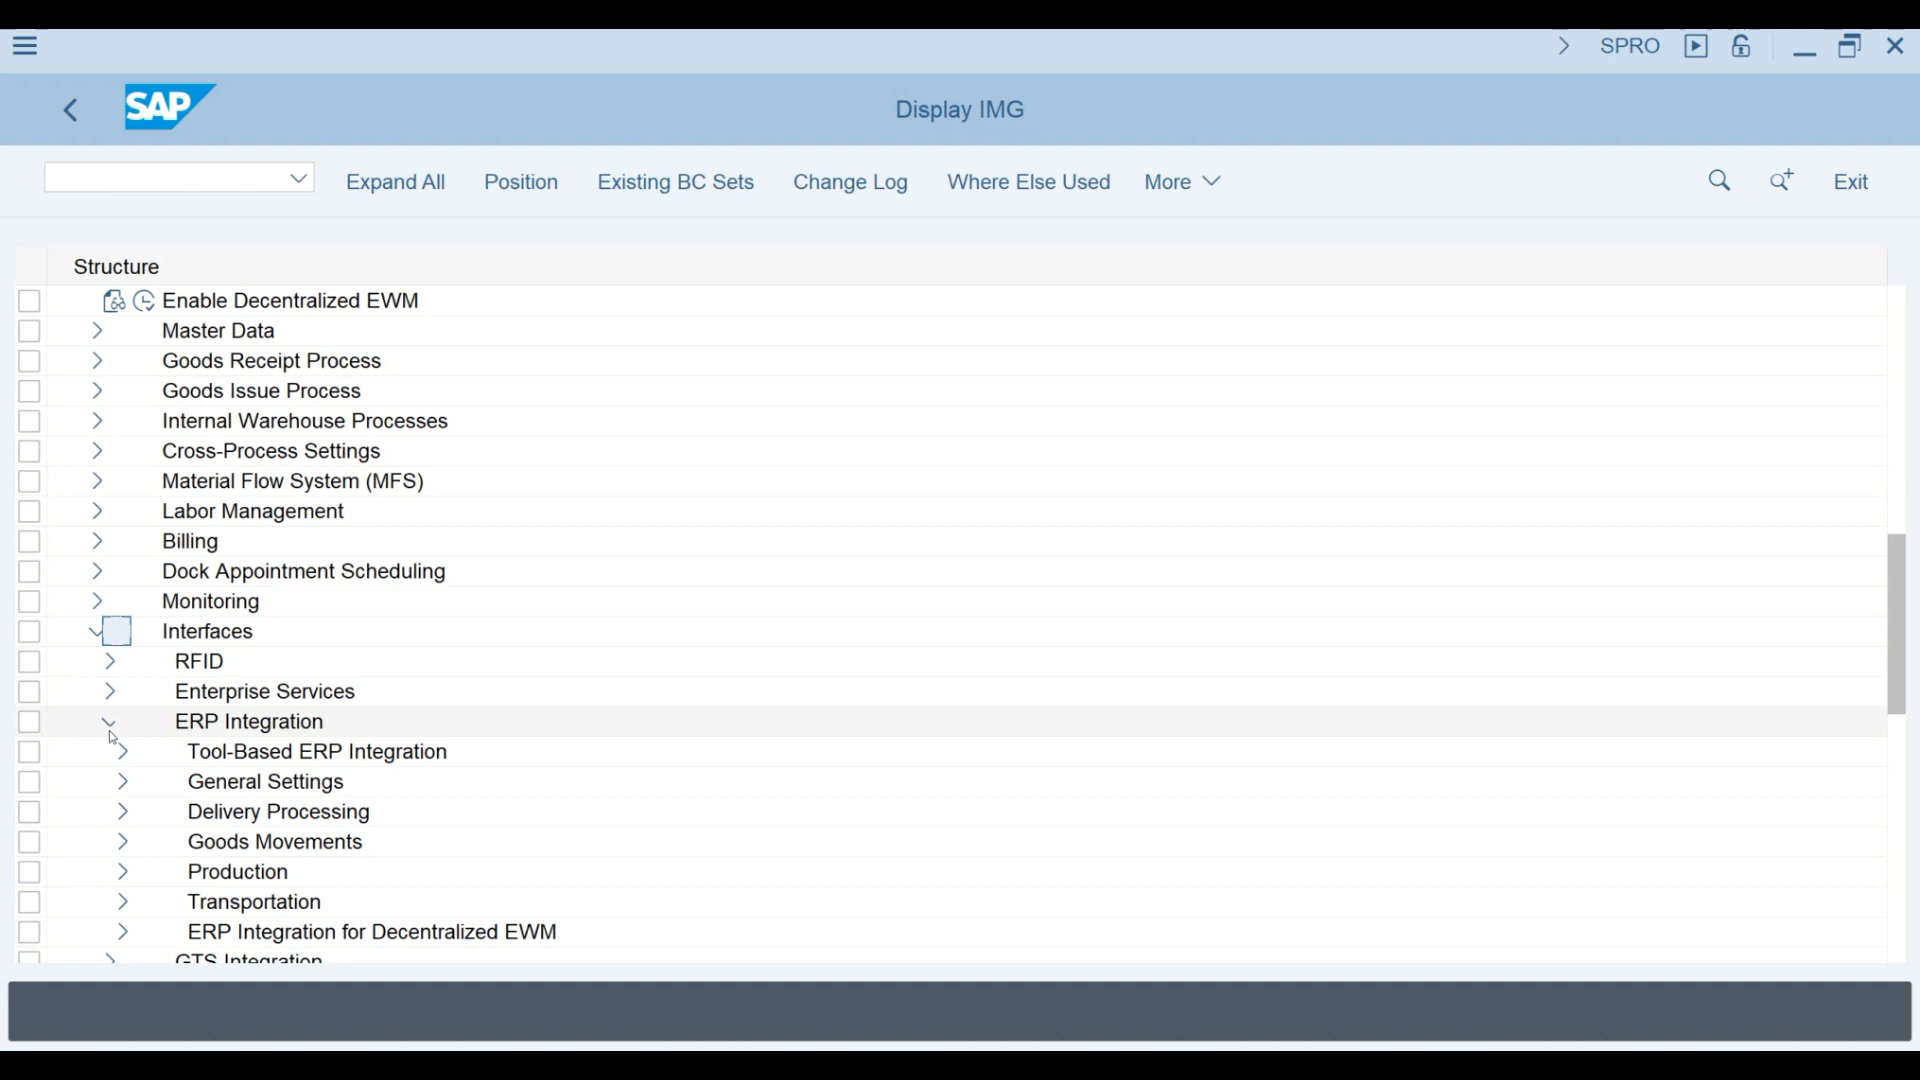 SPRO
SAP
Display IMG
Expand All Position Existing BC Sets Change Log Where Else Used More Exit
Structure
Enable Decentralized EWM
Master Data
Goods Receipt Process
Goods Issue Process
Internal Warehouse Processes
Cross-Process Settings
Material Flow System (MFS)
Labor Management
Billing
Dock Appointment Scheduling
Monitoring
Interfaces
RFID
Enterprise Services
ERP Integration
Tool-Based ERP Integration
General Settings
Delivery Processing
Goods Movements
Production
Transportation
ERP Integration for Decentralized EWM
GTS Integration